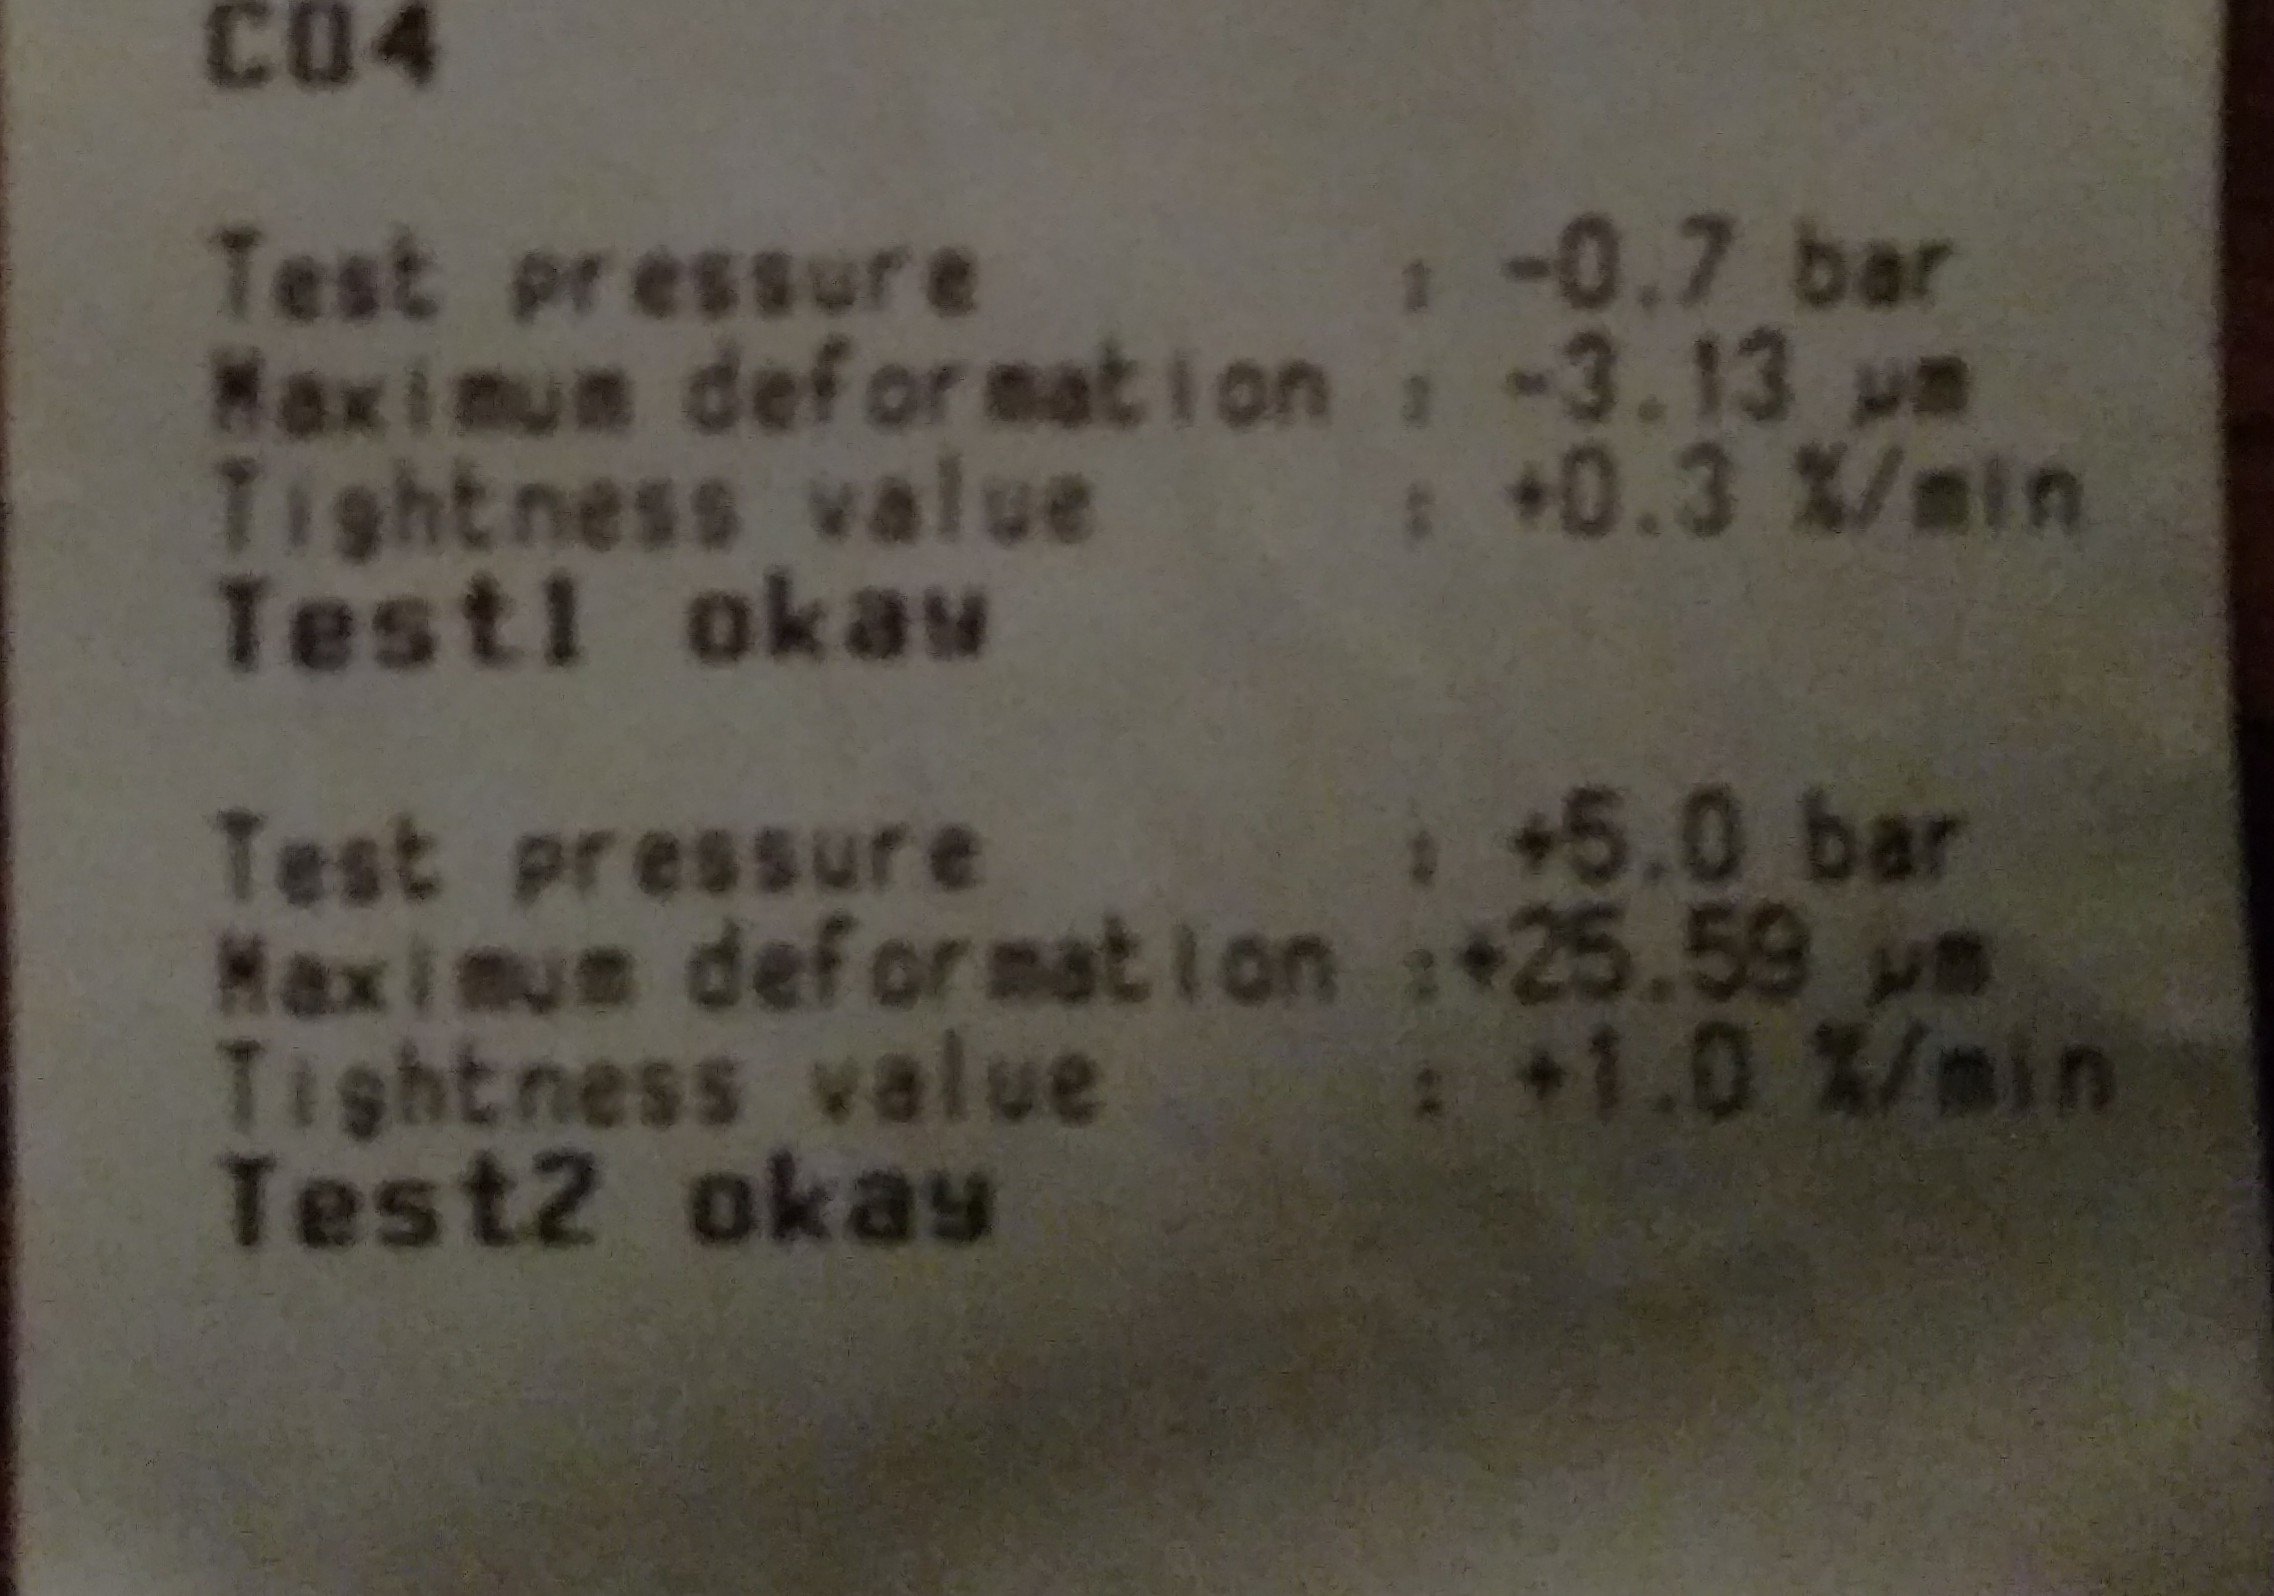 C04
Test pressure : -0.7 bar
Maximum deformation : -3.13 µm
Tightness value : +0.3 %/min
Test1 okay
Test pressure : +5.0 bar
Maximum deformation :+25.59 µm
Tightness value : +1.0 %/min
Test2 okay